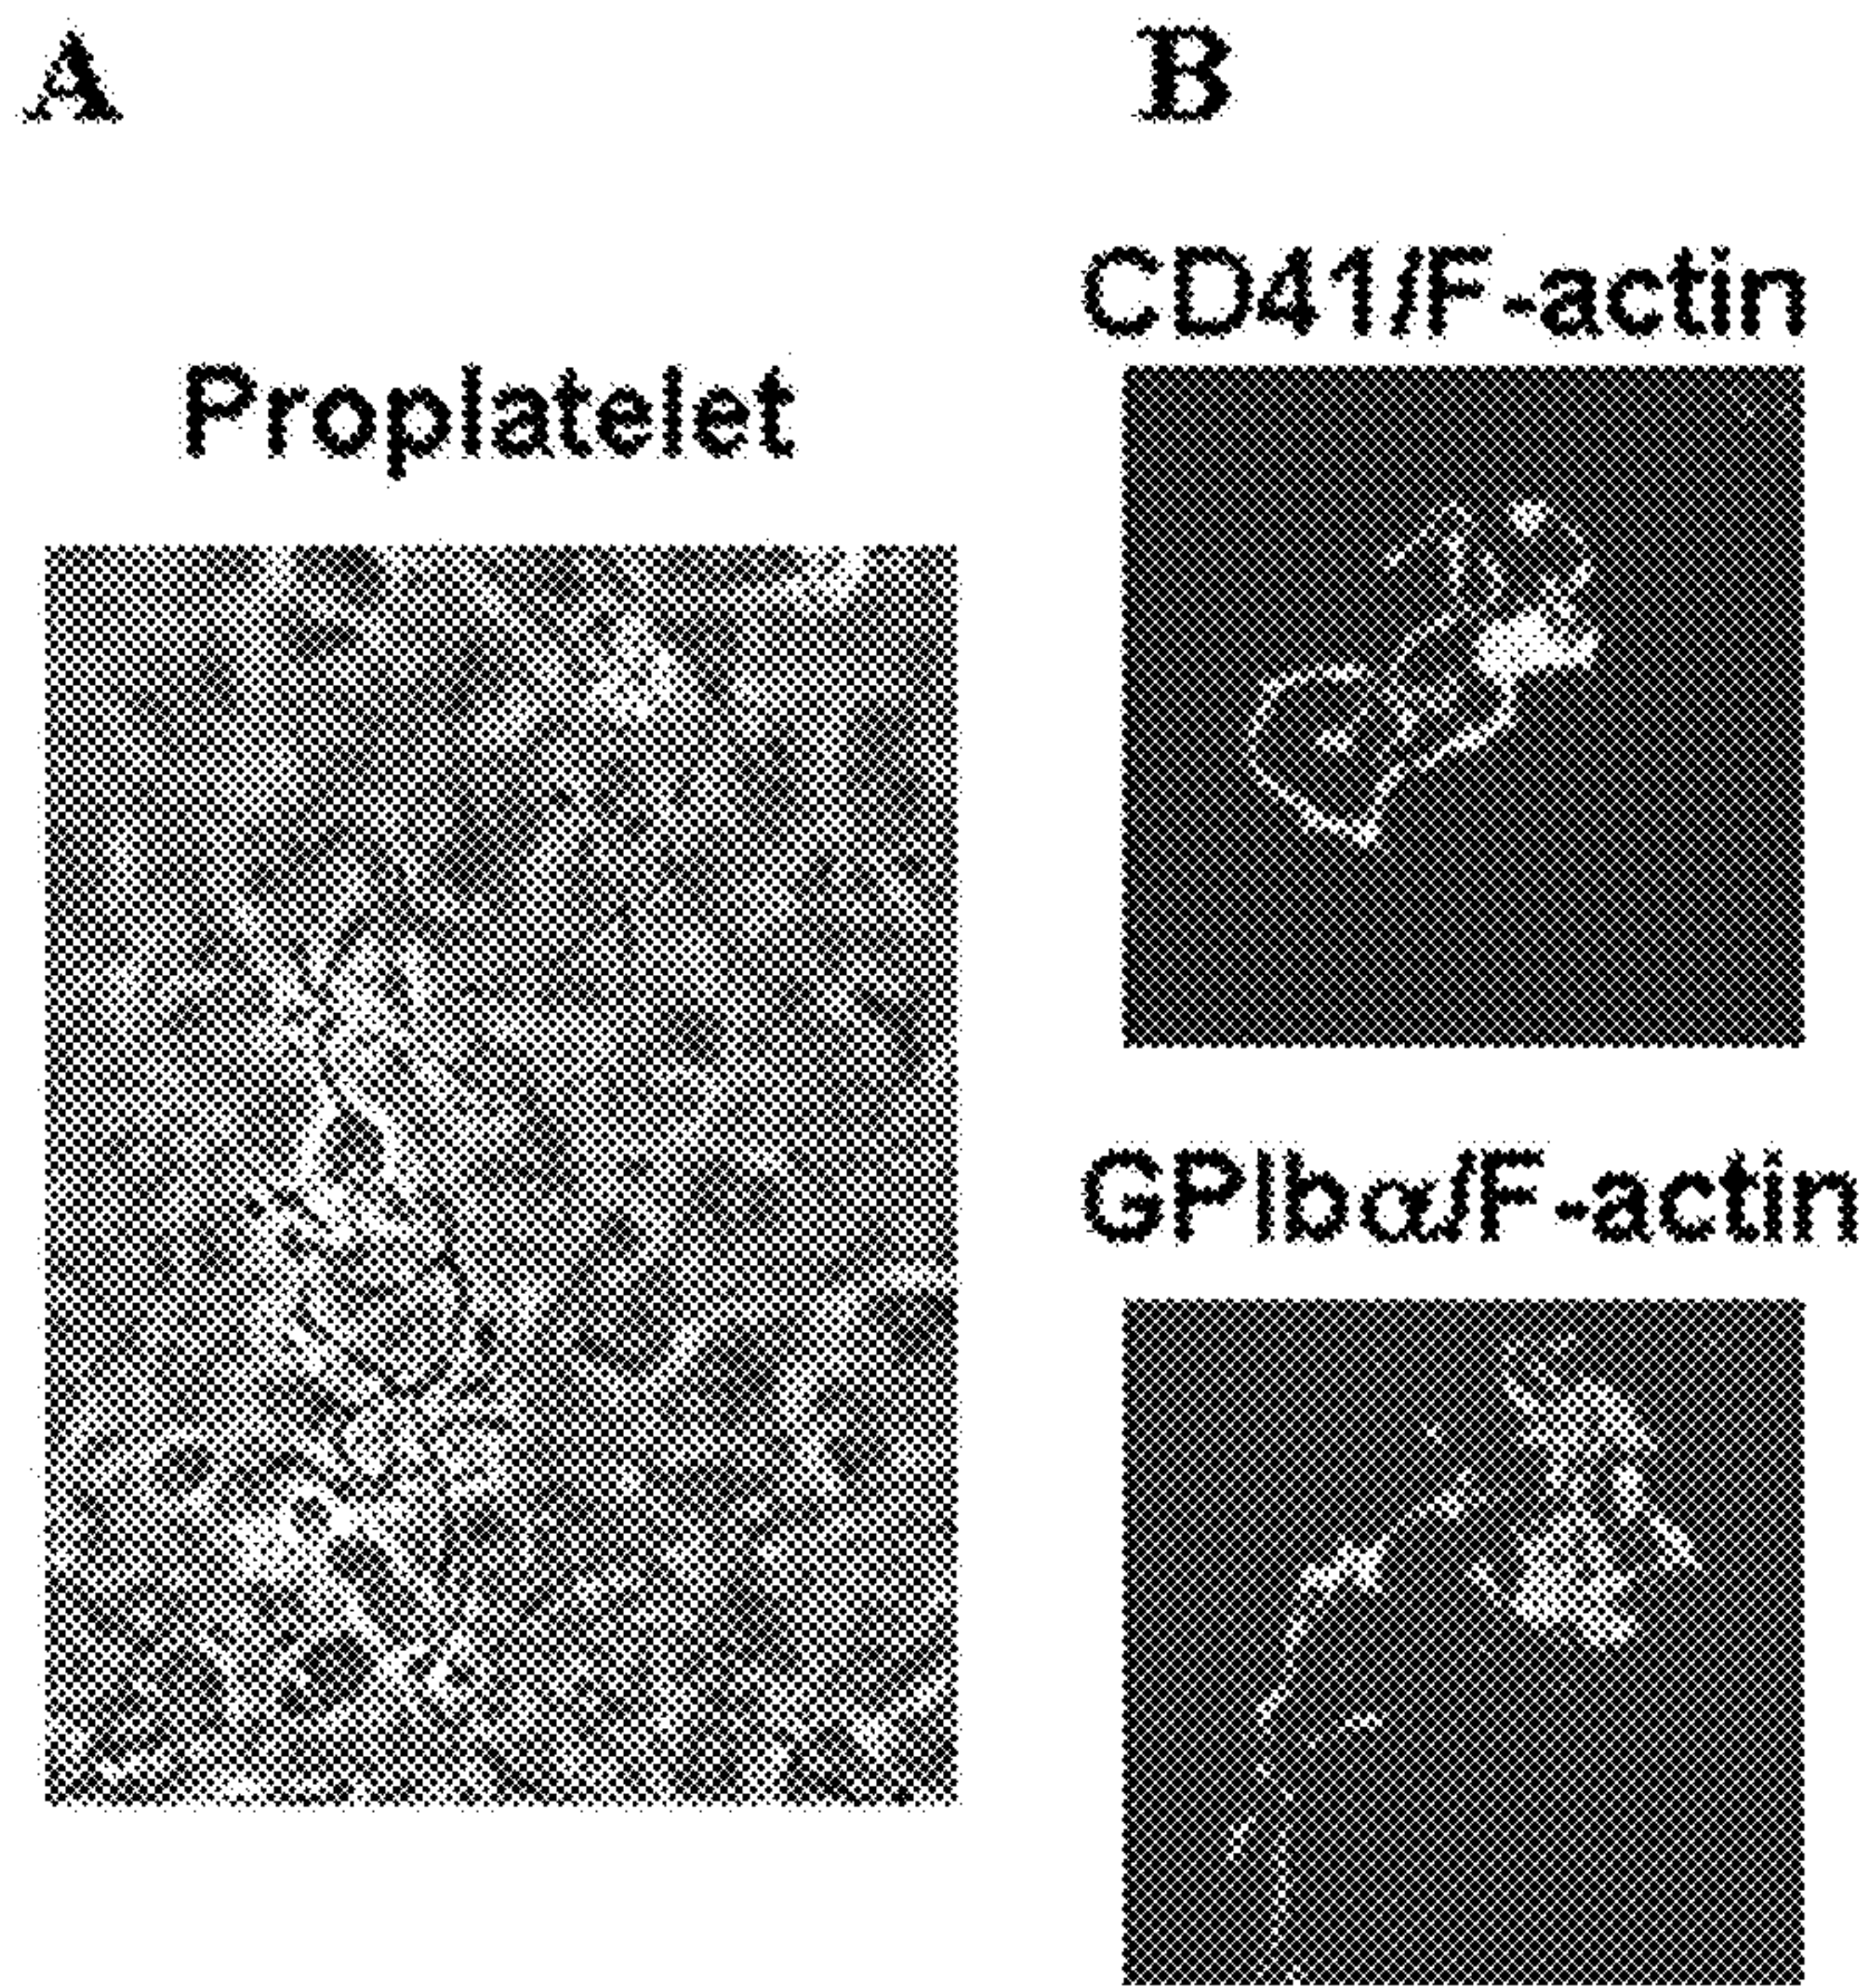 A
B
Proplatelet
CD41/F-actin
GPIbα/F-actin